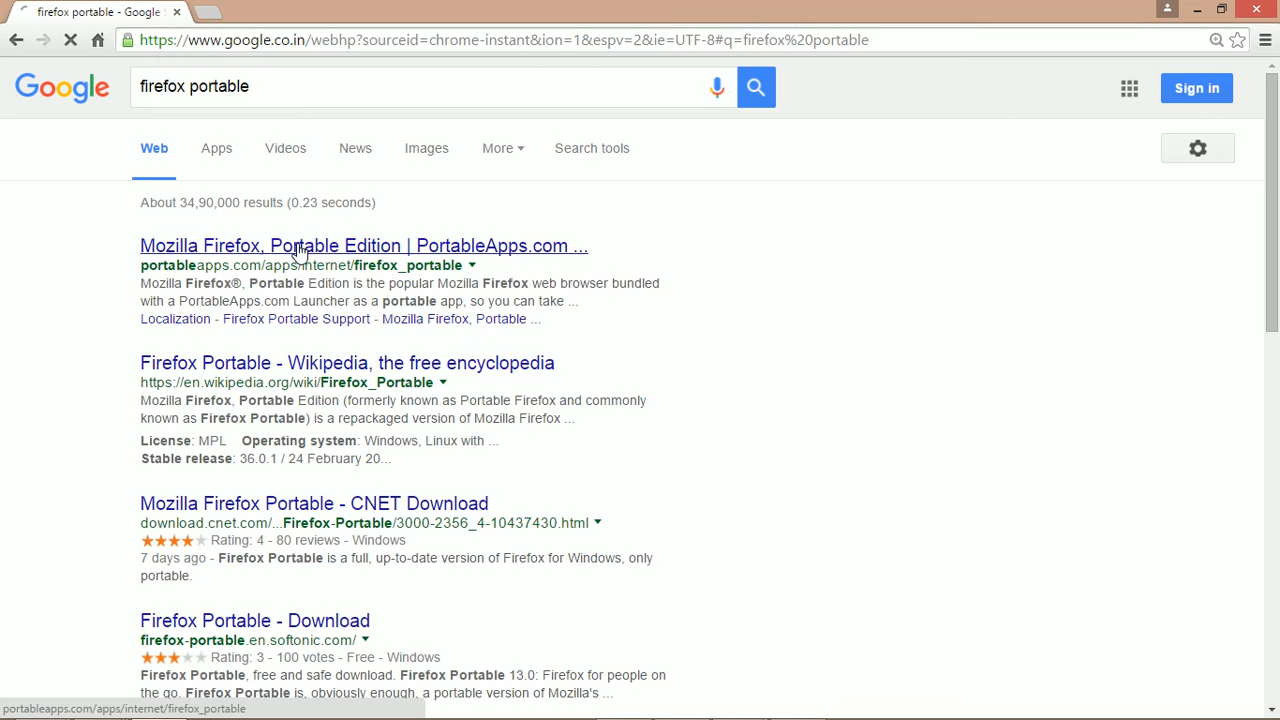 firefox portable - Google
https://www.google.co.in/webhp?sourceid=chrome-instant&ion=1&espv=2&ie=UTF-8#q=firefox%20portable
Google
firefox portable
Sign in
Web Apps Videos News Images More Search tools
About 34,90,000 results (0.23 seconds)
Mozilla Firefox, Portable Edition | PortableApps.com ...
portableapps.com/apps/internet/firefox_portable
Mozilla Firefox®, Portable Edition is the popular Mozilla Firefox web browser bundled
with a PortableApps.com Launcher as a portable app, so you can take ...
Localization - Firefox Portable Support - Mozilla Firefox, Portable ...
Firefox Portable - Wikipedia, the free encyclopedia
https://en.wikipedia.org/wiki/Firefox_Portable
Mozilla Firefox, Portable Edition (formerly known as Portable Firefox and commonly
known as Firefox Portable) is a repackaged version of Mozilla Firefox ...
License: MPL Operating system: Windows, Linux with ...
Stable release: 36.0.1 / 24 February 20...
Mozilla Firefox Portable - CNET Download
download.cnet.com/...Firefox-Portable/3000-2356_4-10437430.html
Rating: 4 - 80 reviews - Windows
7 days ago - Firefox Portable is a full, up-to-date version of Firefox for Windows, only
portable.
Firefox Portable - Download
firefox-portable.en.softonic.com/
Rating: 3 - 100 votes - Free - Windows
Firefox Portable, free and safe download. Firefox Portable 13.0: Firefox for people on
the go. Firefox Portable is, obviously enough, a portable version of Mozilla's ...
portableapps.com/apps/internet/firefox_portable